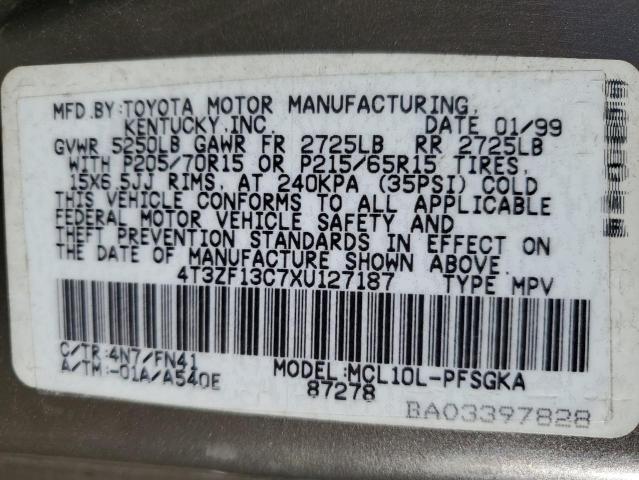 MFD.BY:TOYOTA MOTOR MANUFACTURING,
KENTUCKY,INC. DATE 01/99
GVWR 5250LB GAWR FR 2725LB RR 2725LB
WITH P205/70R15 OR P215/65R15 TIRES,
15X6.5JJ RIMS, AT 240KPA (35PSI) COLD
THIS VEHICLE CONFORMS TO ALL APPLICABLE
FEDERAL MOTOR VEHICLE SAFETY AND
THEFT PREVENTION STANDARDS IN EFFECT ON
THE DATE OF MANUFACTURE SHOWN ABOVE.
4T3ZF13C7XU127187 TYPE MPV
C/TR:4N7/FN41 MODEL:MCL10L-PFSGKA
A/TM:-01A/A540E 87278
BA03397828